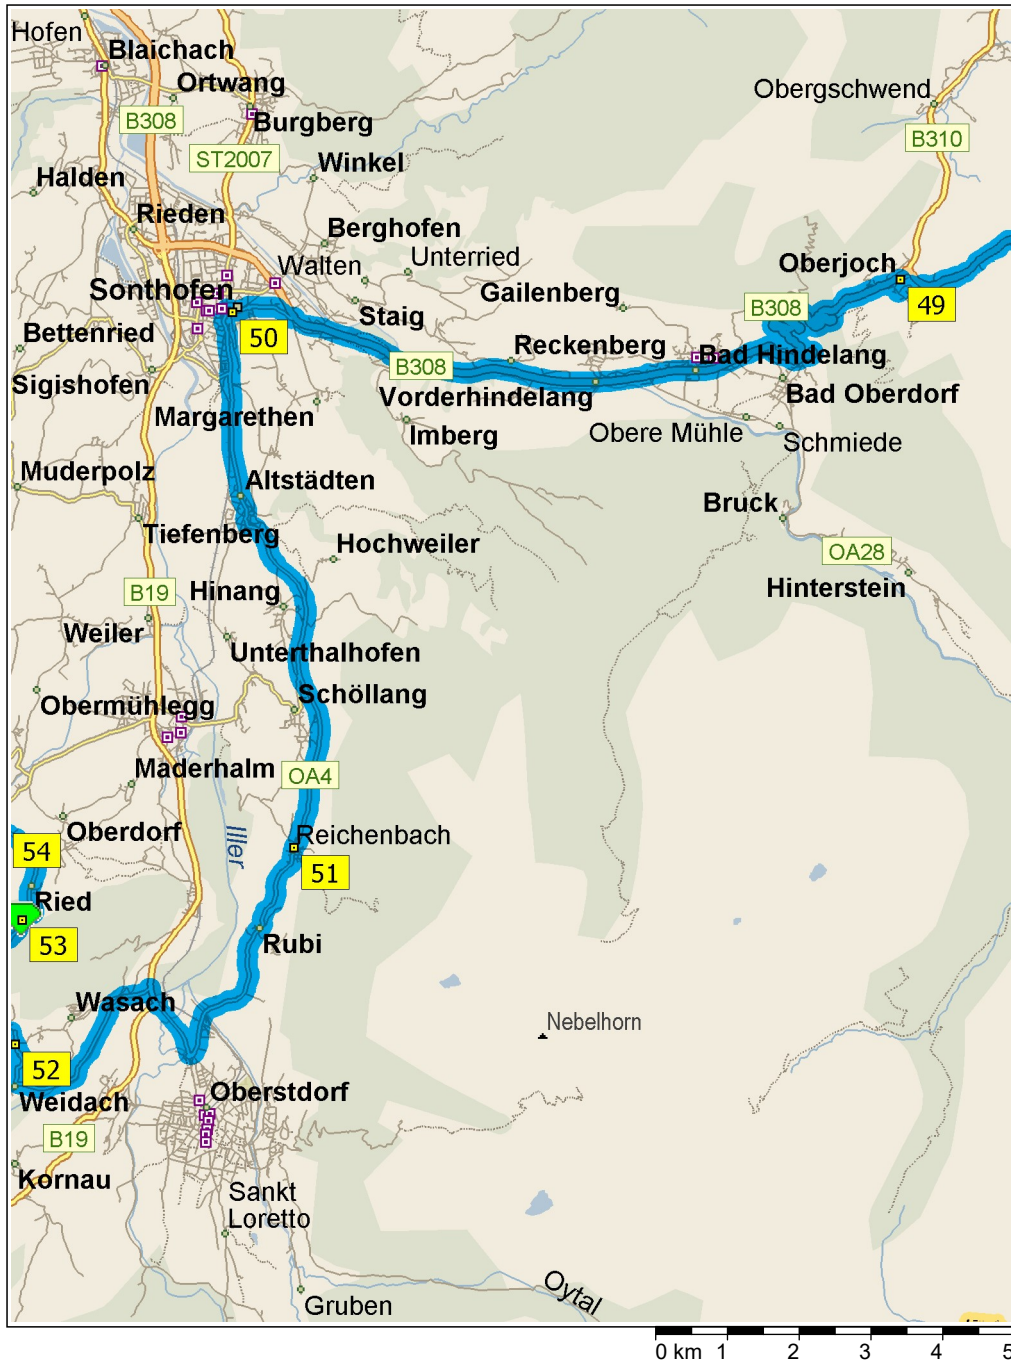 Hofen
Blaichach
Ortwang
Obergschwend
B308
Burgberg
B310
ST2007
Winkel
Halden
Rieden
Berghofen
Unterried
Walten
Oberjoch
Sonthofen
Gailenberg
B308
49
Staig
50
Bettenried
Reckenberg
Bad Hindelang
B308
Sigishofen
Vorderhindelang
Bad Oberdorf
Margarethen
Imberg
Obere Mühle
Schmiede
Muderpolz
Altstädten
Bruck
Tiefenberg
Hochweiler
OA28
B19
Hinang
Hinterstein
Weiler
Unterthalhofen
Schöllang
Obermühlegg
Maderhalm
OA4
Oberdorf
Iller
Reichenbach
54
51
Ried
53
Rubi
Wasach
Nebelhorn
52
Oberstdorf
Weidach
B19
Kornau
Sankt
Loretto
Oytal
Gruben
0 km 1 2 3 4 5